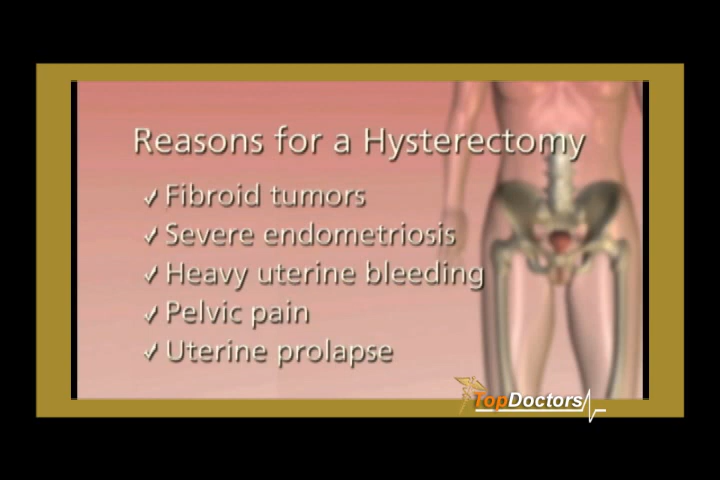 Reasons for a Hysterectomy
✓ Fibroid tumors
✓ Severe endometriosis
✓ Heavy uterine bleeding
✓ Pelvic pain
✓ Uterine prolapse
TopDoctors